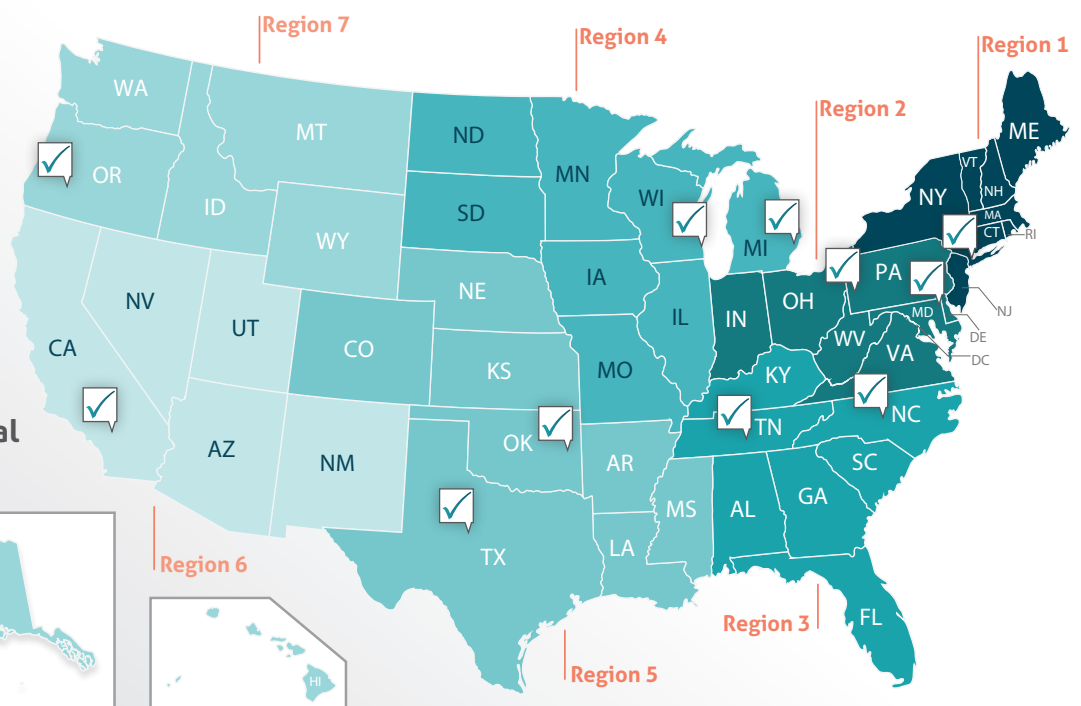 Region 7
Region 4
Region 1
Region 2
WA
MT
ND
MN
ME
OR
ID
SD
WI
MI
NY
VT
NH
MA
CT
RI
WY
NE
IA
IL
IN
OH
PA
NJ
MD
DE
DC
NV
UT
CO
KS
MO
KY
WV
VA
CA
al
AZ
NM
OK
AR
TN
NC
SC
MS
AL
GA
TX
LA
FL
Region 6
Region 3
Region 5
HI